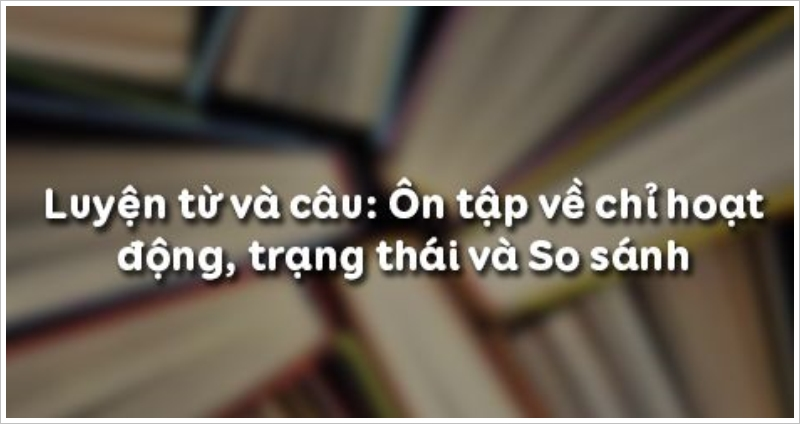 Luyện từ và câu: Ôn tập về chỉ hoạt
động, trạng thái và So sánh